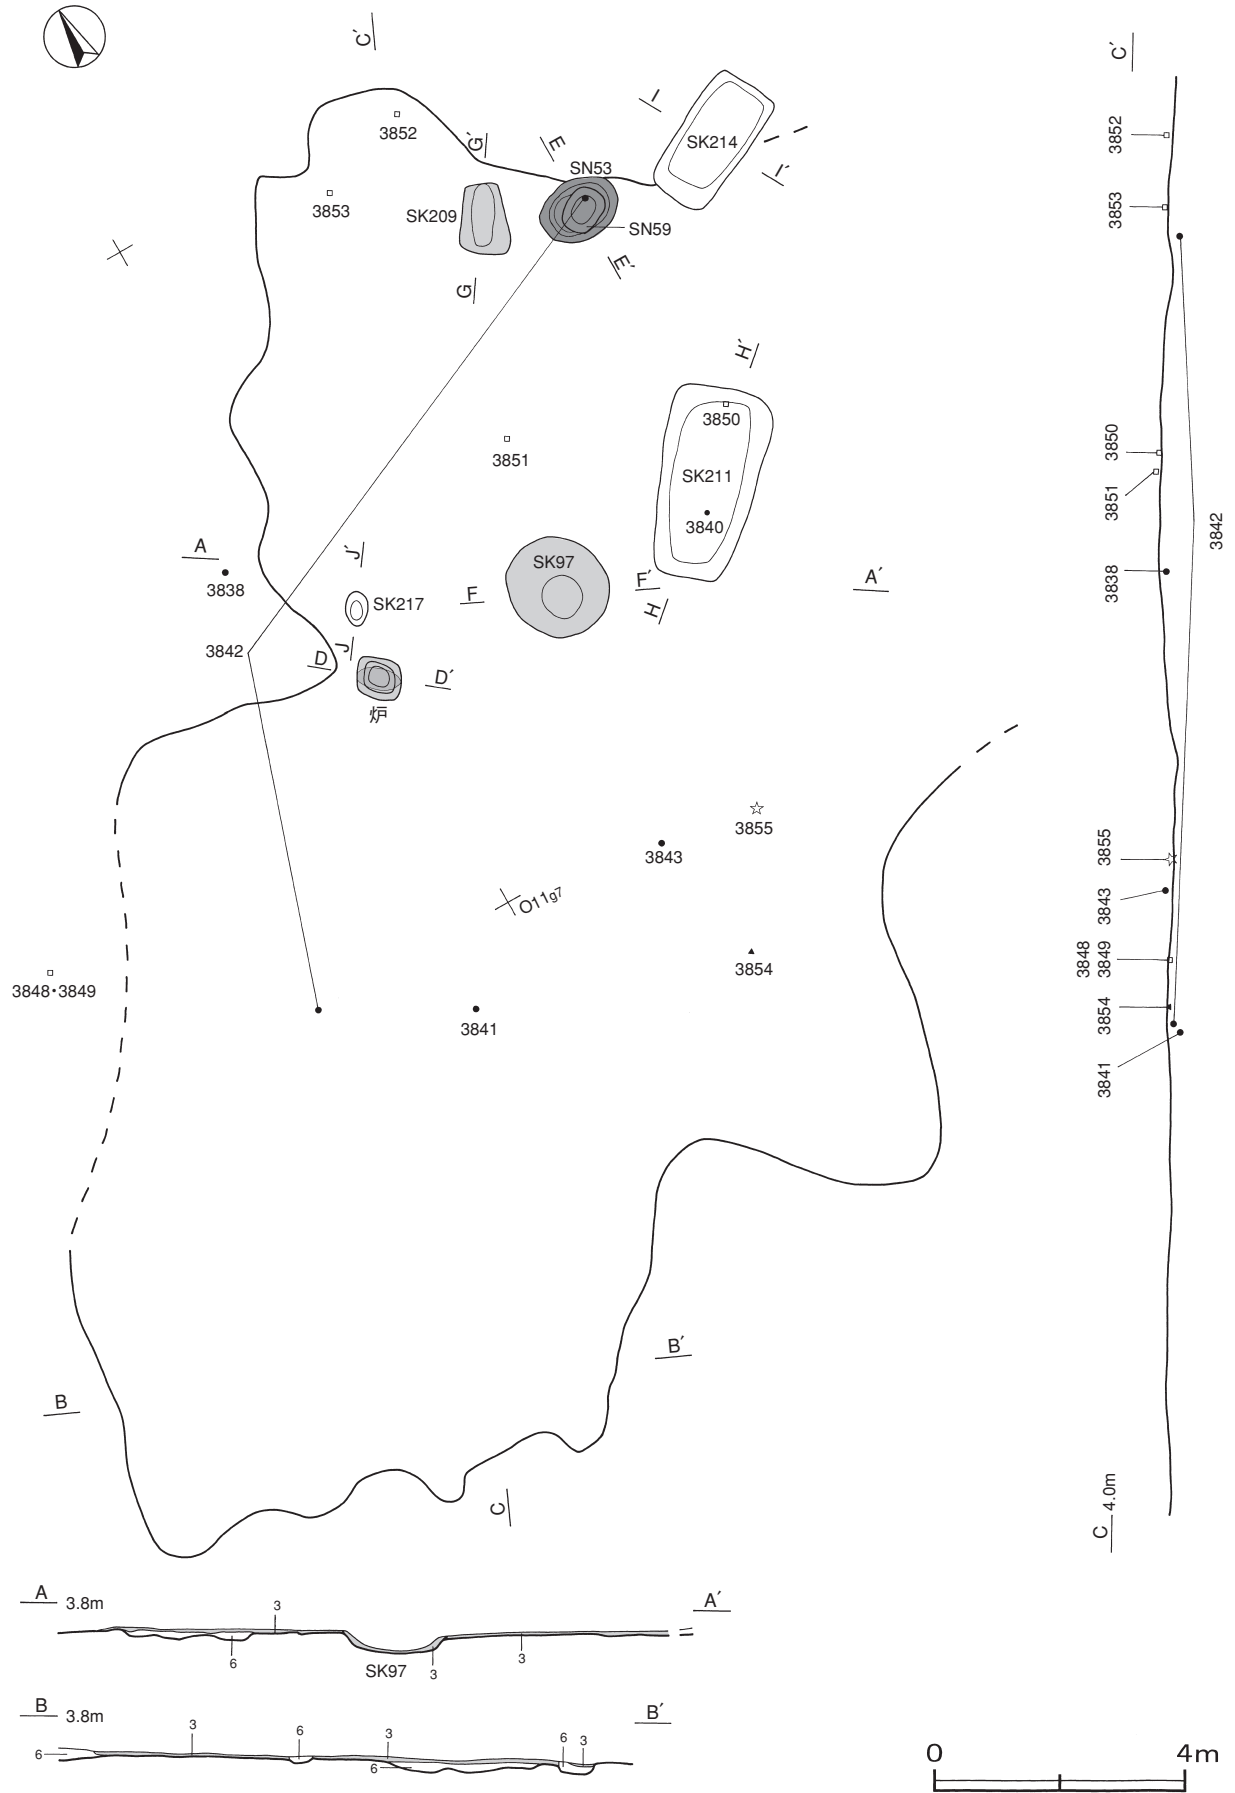 C′
C′
3852
G′
E
I
SK214
I′
SN53
3853
SK209
SN59
G
E′
3852
3853
H′
3850
3851
SK211
3840
3850
3851
3842
A
3838
J′
SK217
F
SK97
F′
H
A′
3838
3842
D
J
D′
炉
3855
3843
O11g7
3854
3848・3849
3841
3855
3843
3848
3849
3854
3841
B′
B
C
C 4.0m
A 3.8m
3
A′
6
SK97
3
3
B 3.8m
B′
3
6
3
6
3
6
6
0
4m